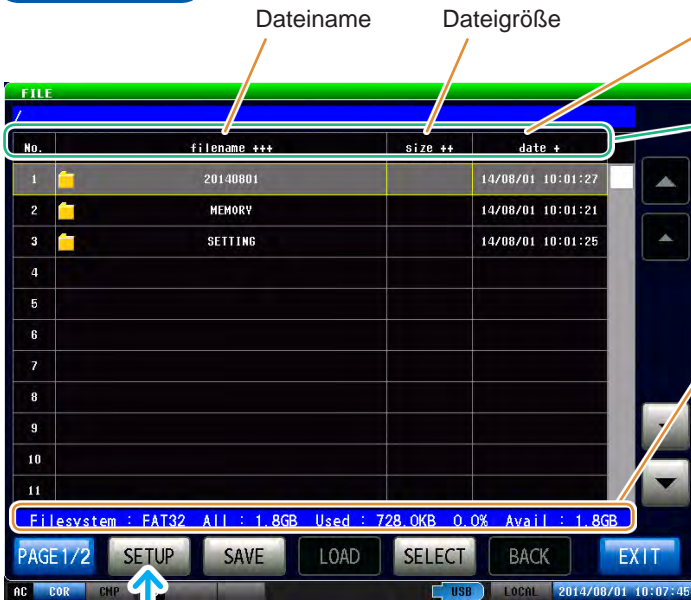 Dateiname Dateigröße
FILE
/
No. filename +++ size ++ date +
1 20140801 14/08/01 10:01:27
2 MEMORY 14/08/01 10:01:21
3 SETTING 14/08/01 10:01:25
4
5
6
7
8
9
10
11
Filesystem : FAT32 All : 1.8GB Used : 728.0KB 0.0% Avail : 1.8GB
PAGE1/2 SETUP SAVE LOAD SELECT BACK EXIT
AC COR CMP USB LOCAL 2014/08/01 10:07:45